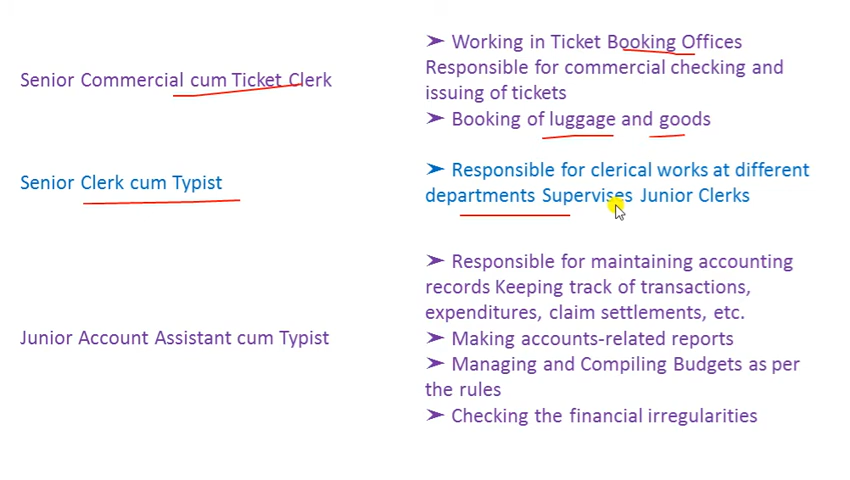 Senior Commercial cum Ticket Clerk
➤ Working in Ticket Booking Offices
Responsible for commercial checking and
issuing of tickets
➤ Booking of luggage and goods
Senior Clerk cum Typist
➤ Responsible for clerical works at different
departments Supervises Junior Clerks
Junior Account Assistant cum Typist
➤ Responsible for maintaining accounting
records Keeping track of transactions,
expenditures, claim settlements, etc.
➤ Making accounts-related reports
➤ Managing and Compiling Budgets as per
the rules
➤ Checking the financial irregularities